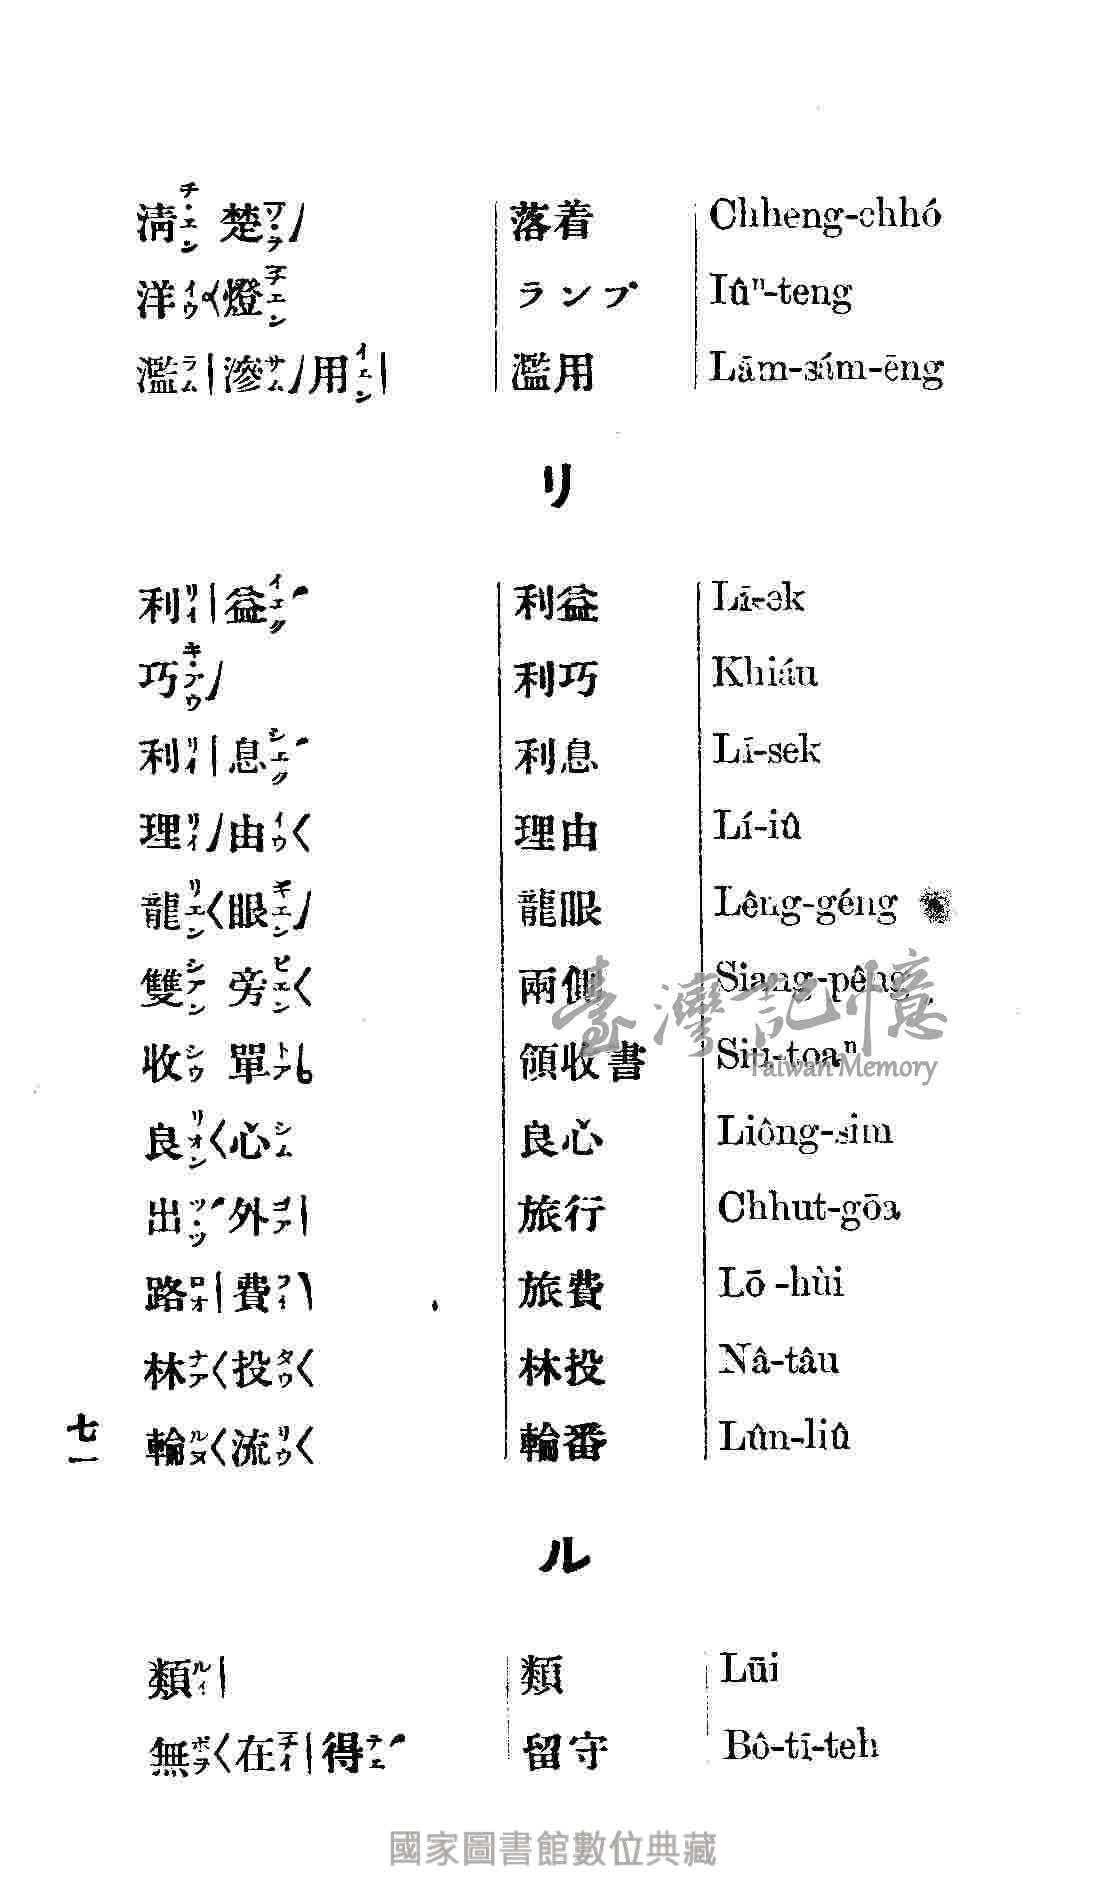 清チ・エン 楚ツ・ヲ 落着 Chheng-chhó
洋イウ 燈チエン ランプ Iûⁿ-teng
濫ラム 滲サム 用イエン 濫用 Lām-sám-ēng
リ
利リイ 益イエク 利益 Lī-ek
巧キ・アウ 利巧 Khiáu
利リイ 息シエク 利息 Lī-sek
理リイ 由イウ 理由 Lí-iû
龍リエン 眼ギエン 龍眼 Lêng-géng
雙シアン 旁ピエン 兩側 Siang-pêng
收シウ 單トア 領收書 Siu-toaⁿ
良リオン 心シム 良心 Liông-sim
出ツ・ツ 外ゴア 旅行 Chhut-gōa
路ロオ 費フイ 旅費 Lō-hùi
林ナア 投タウ 林投 Nâ-tâu
輪ルヌ 流リウ 輪番 Lûn-liû
ル
類ルイ 類 Lūi
無ボヲ 在チイ 得テエ 留守 Bô-tī-teh
七一
臺灣記憶
Taiwan Memory
國家圖書館數位典藏